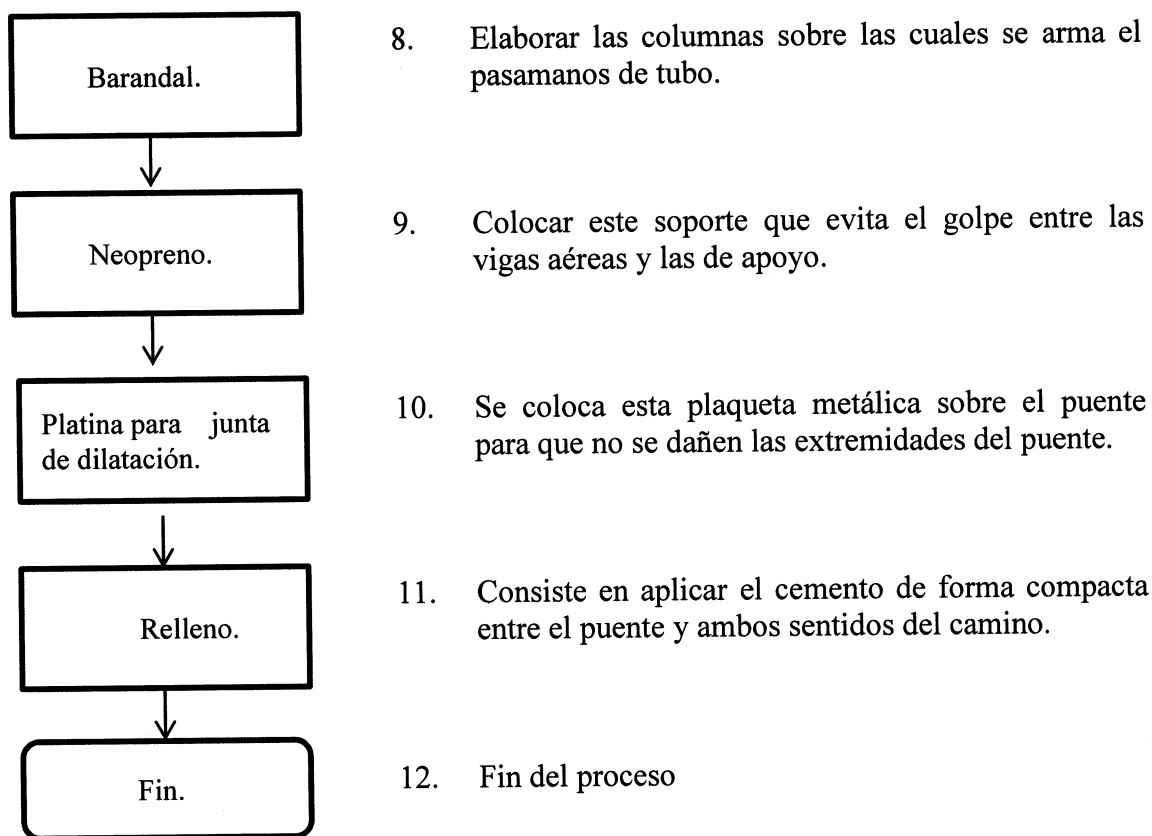 Barandal.
8. Elaborar las columnas sobre las cuales se arma el
pasamanos de tubo.
Neopreno.
9. Colocar este soporte que evita el golpe entre las
vigas aéreas y las de apoyo.
Platina para junta
de dilatación.
10. Se coloca esta plaqueta metálica sobre el puente
para que no se dañen las extremidades del puente.
Relleno.
11. Consiste en aplicar el cemento de forma compacta
entre el puente y ambos sentidos del camino.
Fin.
12. Fin del proceso